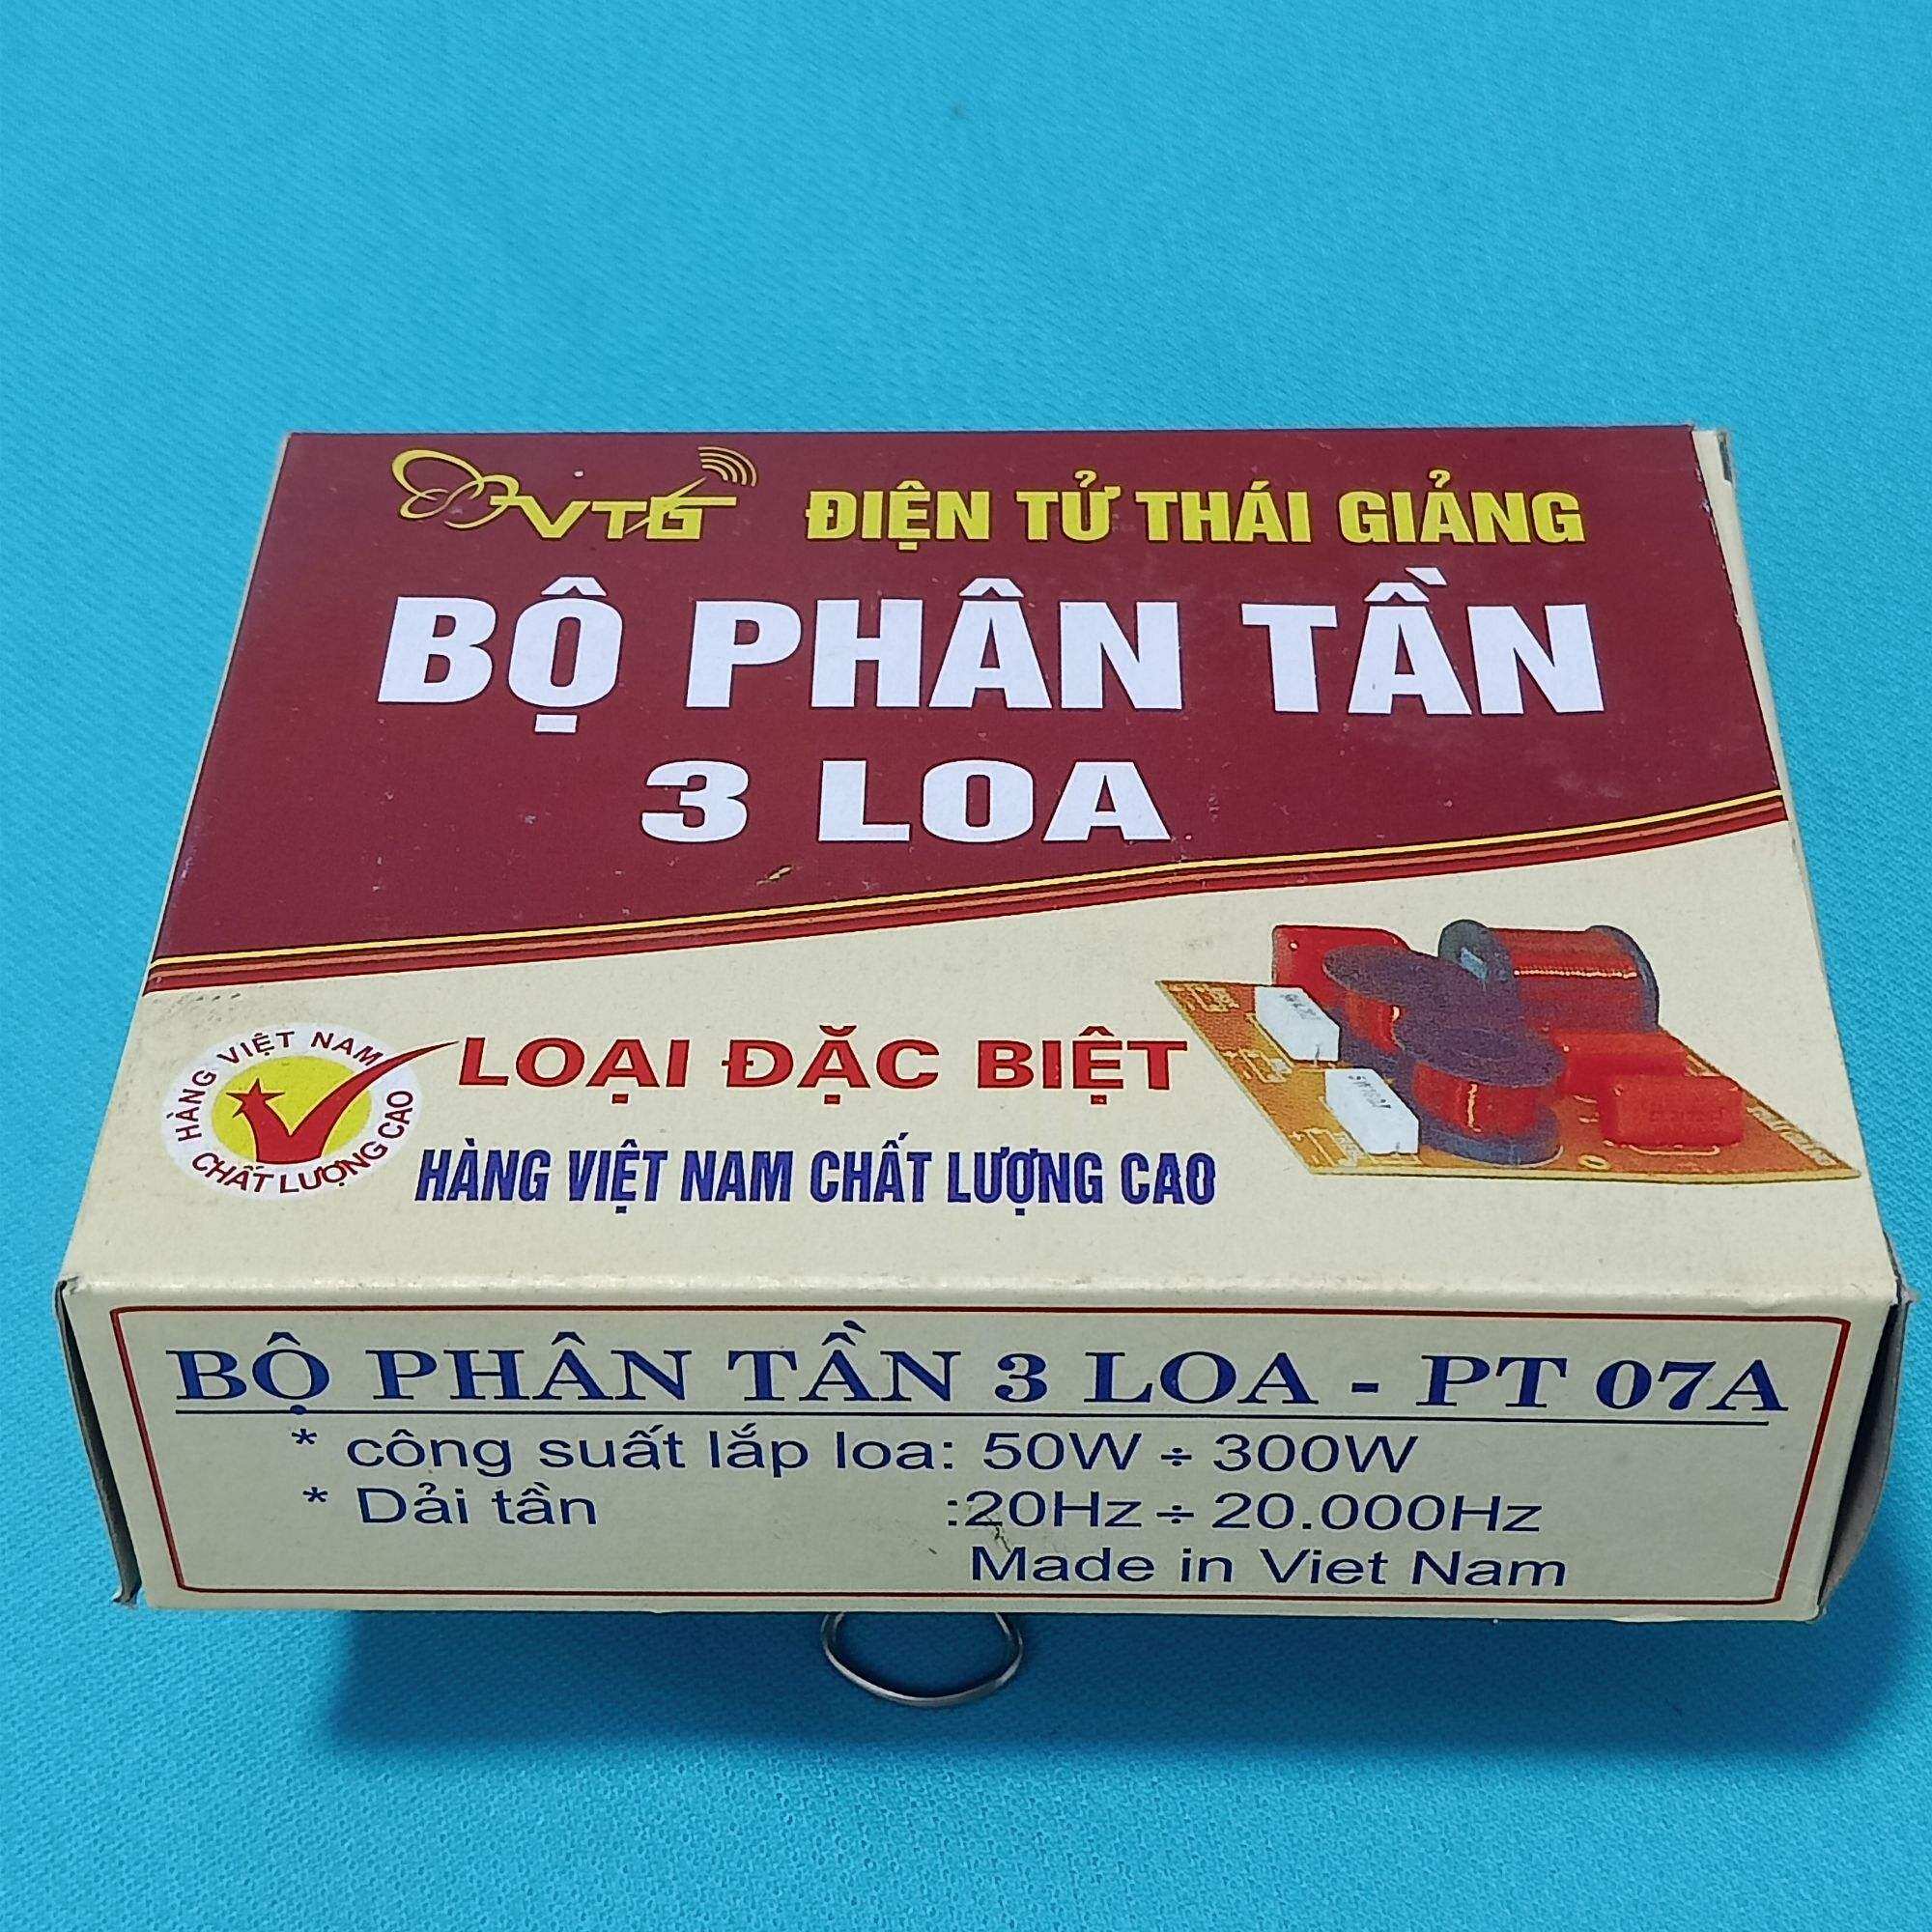 VTG ĐIỆN TỬ THÁI GIẢNG
BỘ PHÂN TẦN
3 LOA
HÀNG VIỆT NAM
CHẤT LƯỢNG CAO
LOẠI ĐẶC BIỆT
HÀNG VIỆT NAM CHẤT LƯỢNG CAO
BỘ PHÂN TẦN 3 LOA - PT 07A
* công suất lắp loa: 50W ÷ 300W
* Dải tần :20Hz ÷ 20.000Hz
Made in Viet Nam